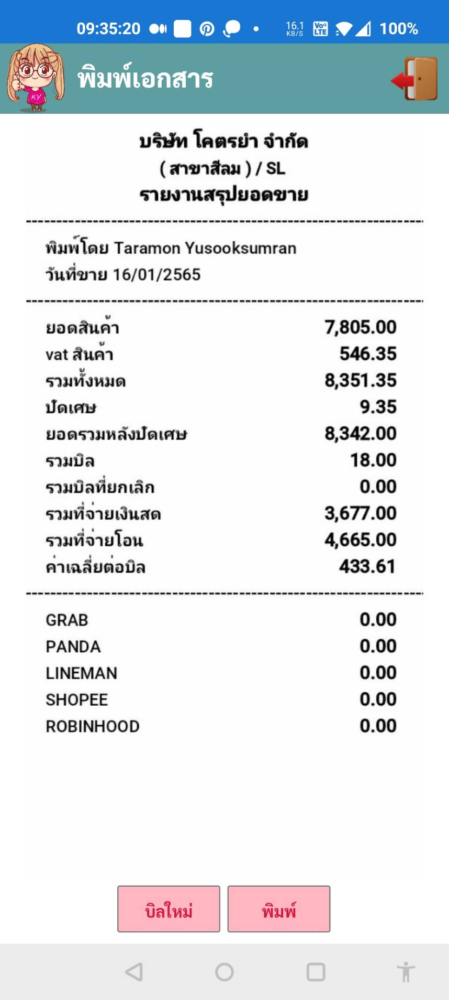 09:35:20 16.1 KB/S VoLTE 100%
KY
พิมพ์เอกสาร
บริษัท โคตรยำ จำกัด
( สาขาสีลม ) / SL
รายงานสรุปยอดขาย
พิมพ์โดย Taramon Yusooksumran
วันที่ขาย 16/01/2565
ยอดสินค้า 7,805.00
vat สินค้า 546.35
รวมทั้งหมด 8,351.35
ปัดเศษ 9.35
ยอดรวมหลังปัดเศษ 8,342.00
รวมบิล 18.00
รวมบิลที่ยกเลิก 0.00
รวมที่จ่ายเงินสด 3,677.00
รวมที่จ่ายโอน 4,665.00
ค่าเฉลี่ยต่อบิล 433.61
GRAB 0.00
PANDA 0.00
LINEMAN 0.00
SHOPEE 0.00
ROBINHOOD 0.00
บิลใหม่ พิมพ์